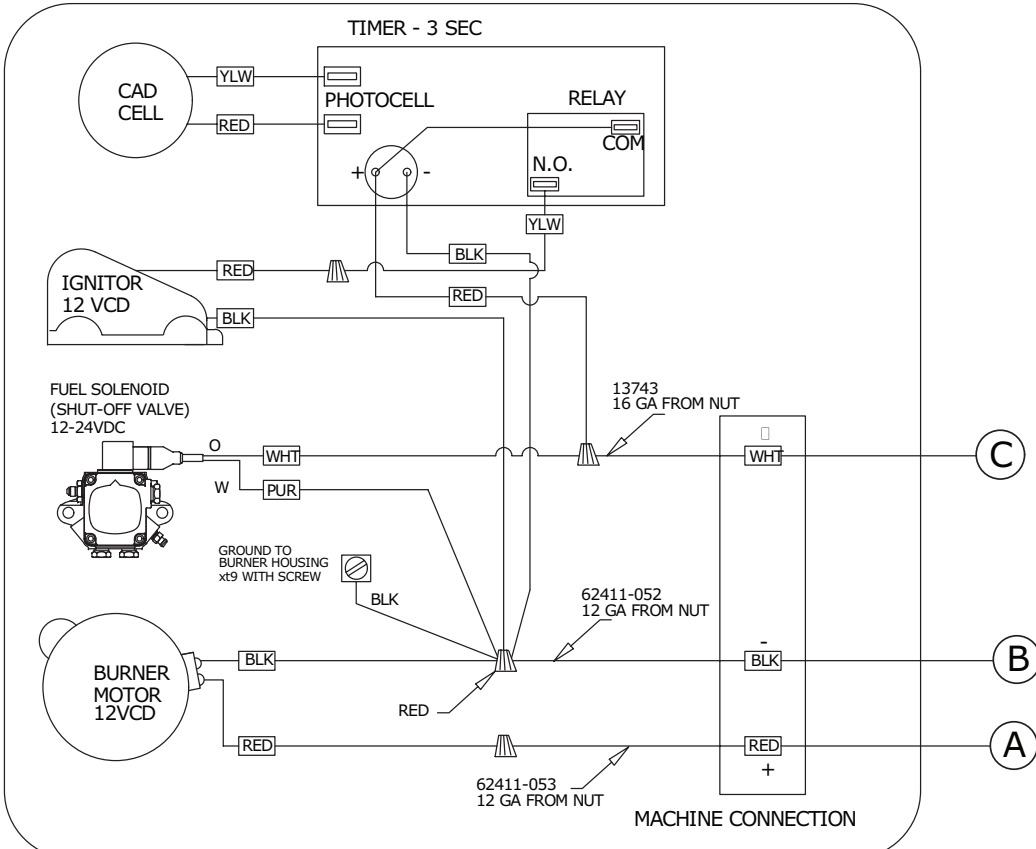 TIMER - 3 SEC
CAD
CELL
YLW
RED
PHOTOCELL
RELAY
COM
N.O.
+
-
YLW
BLK
RED
IGNITOR
12 VCD
RED
BLK
FUEL SOLENOID
(SHUT-OFF VALVE)
12-24VDC
O
WHT
W
PUR
13743
16 GA FROM NUT
WHT
C
GROUND TO
BURNER HOUSING
xt9 WITH SCREW
BLK
62411-052
12 GA FROM NUT
BURNER
MOTOR
12VCD
BLK
RED
-
BLK
B
RED
62411-053
12 GA FROM NUT
RED
+
A
MACHINE CONNECTION